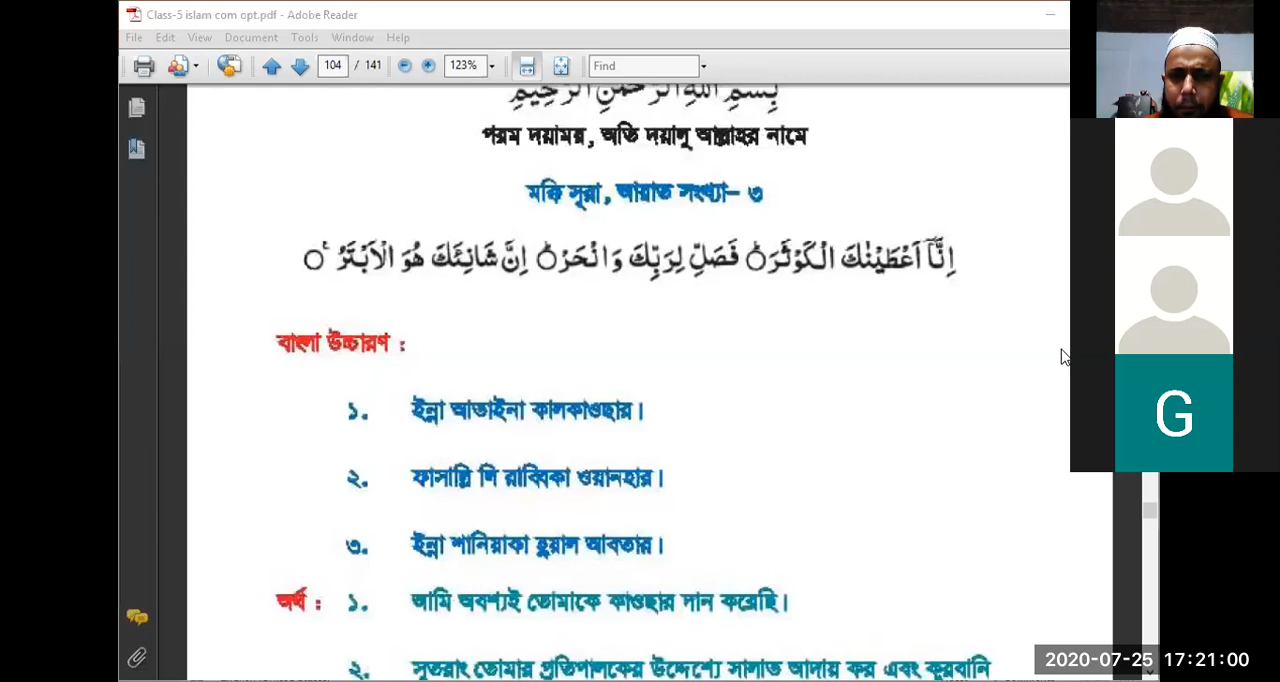 Class-5 islam com opt.pdf - Adobe Reader
File Edit View Document Tools Window Help
104 / 141 123% Find
بِسْمِ اللهِ الرَّحْمٰنِ الرَّحِيْمِ
পরম দয়াময়, অতি দয়ালু আল্লাহর নামে
মক্কি সূরা, আয়াত সংখ্যা- ৩
اِنَّآ اَعْطَيْنٰكَ الْكَوْثَرَ فَصَلِّ لِرَبِّكَ وَانْحَرْ اِنَّ شَانِئَكَ هُوَ الْاَبْتَرُ
বাংলা উচ্চারণ :
১. ইন্না আতাইনা কালকাওছার।
২. ফাসাল্লি লি রাব্বিকা ওয়ানহার।
৩. ইন্না শানিয়াকা হুয়াল আবতার।
অর্থ : ১. আমি অবশ্যই তোমাকে কাওছার দান করেছি।
২. সুতরাং তোমার প্রতিপালকের উদ্দেশ্যে সালাত আদায় কর এবং কুরবানি
G
2020-07-25 17:21:00